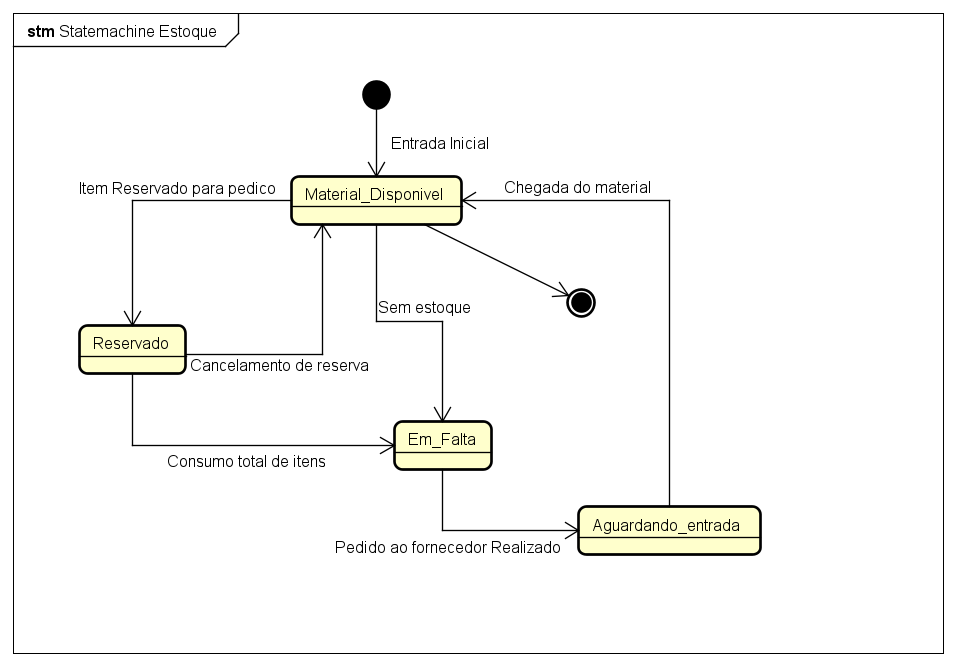 stm Statemachine Estoque
Entrada Inicial
Item Reservado para pedico
Material_Disponivel
Chegada do material
Sem estoque
Reservado
Cancelamento de reserva
Em_Falta
Consumo total de itens
Aguardando_entrada
Pedido ao fornecedor Realizado